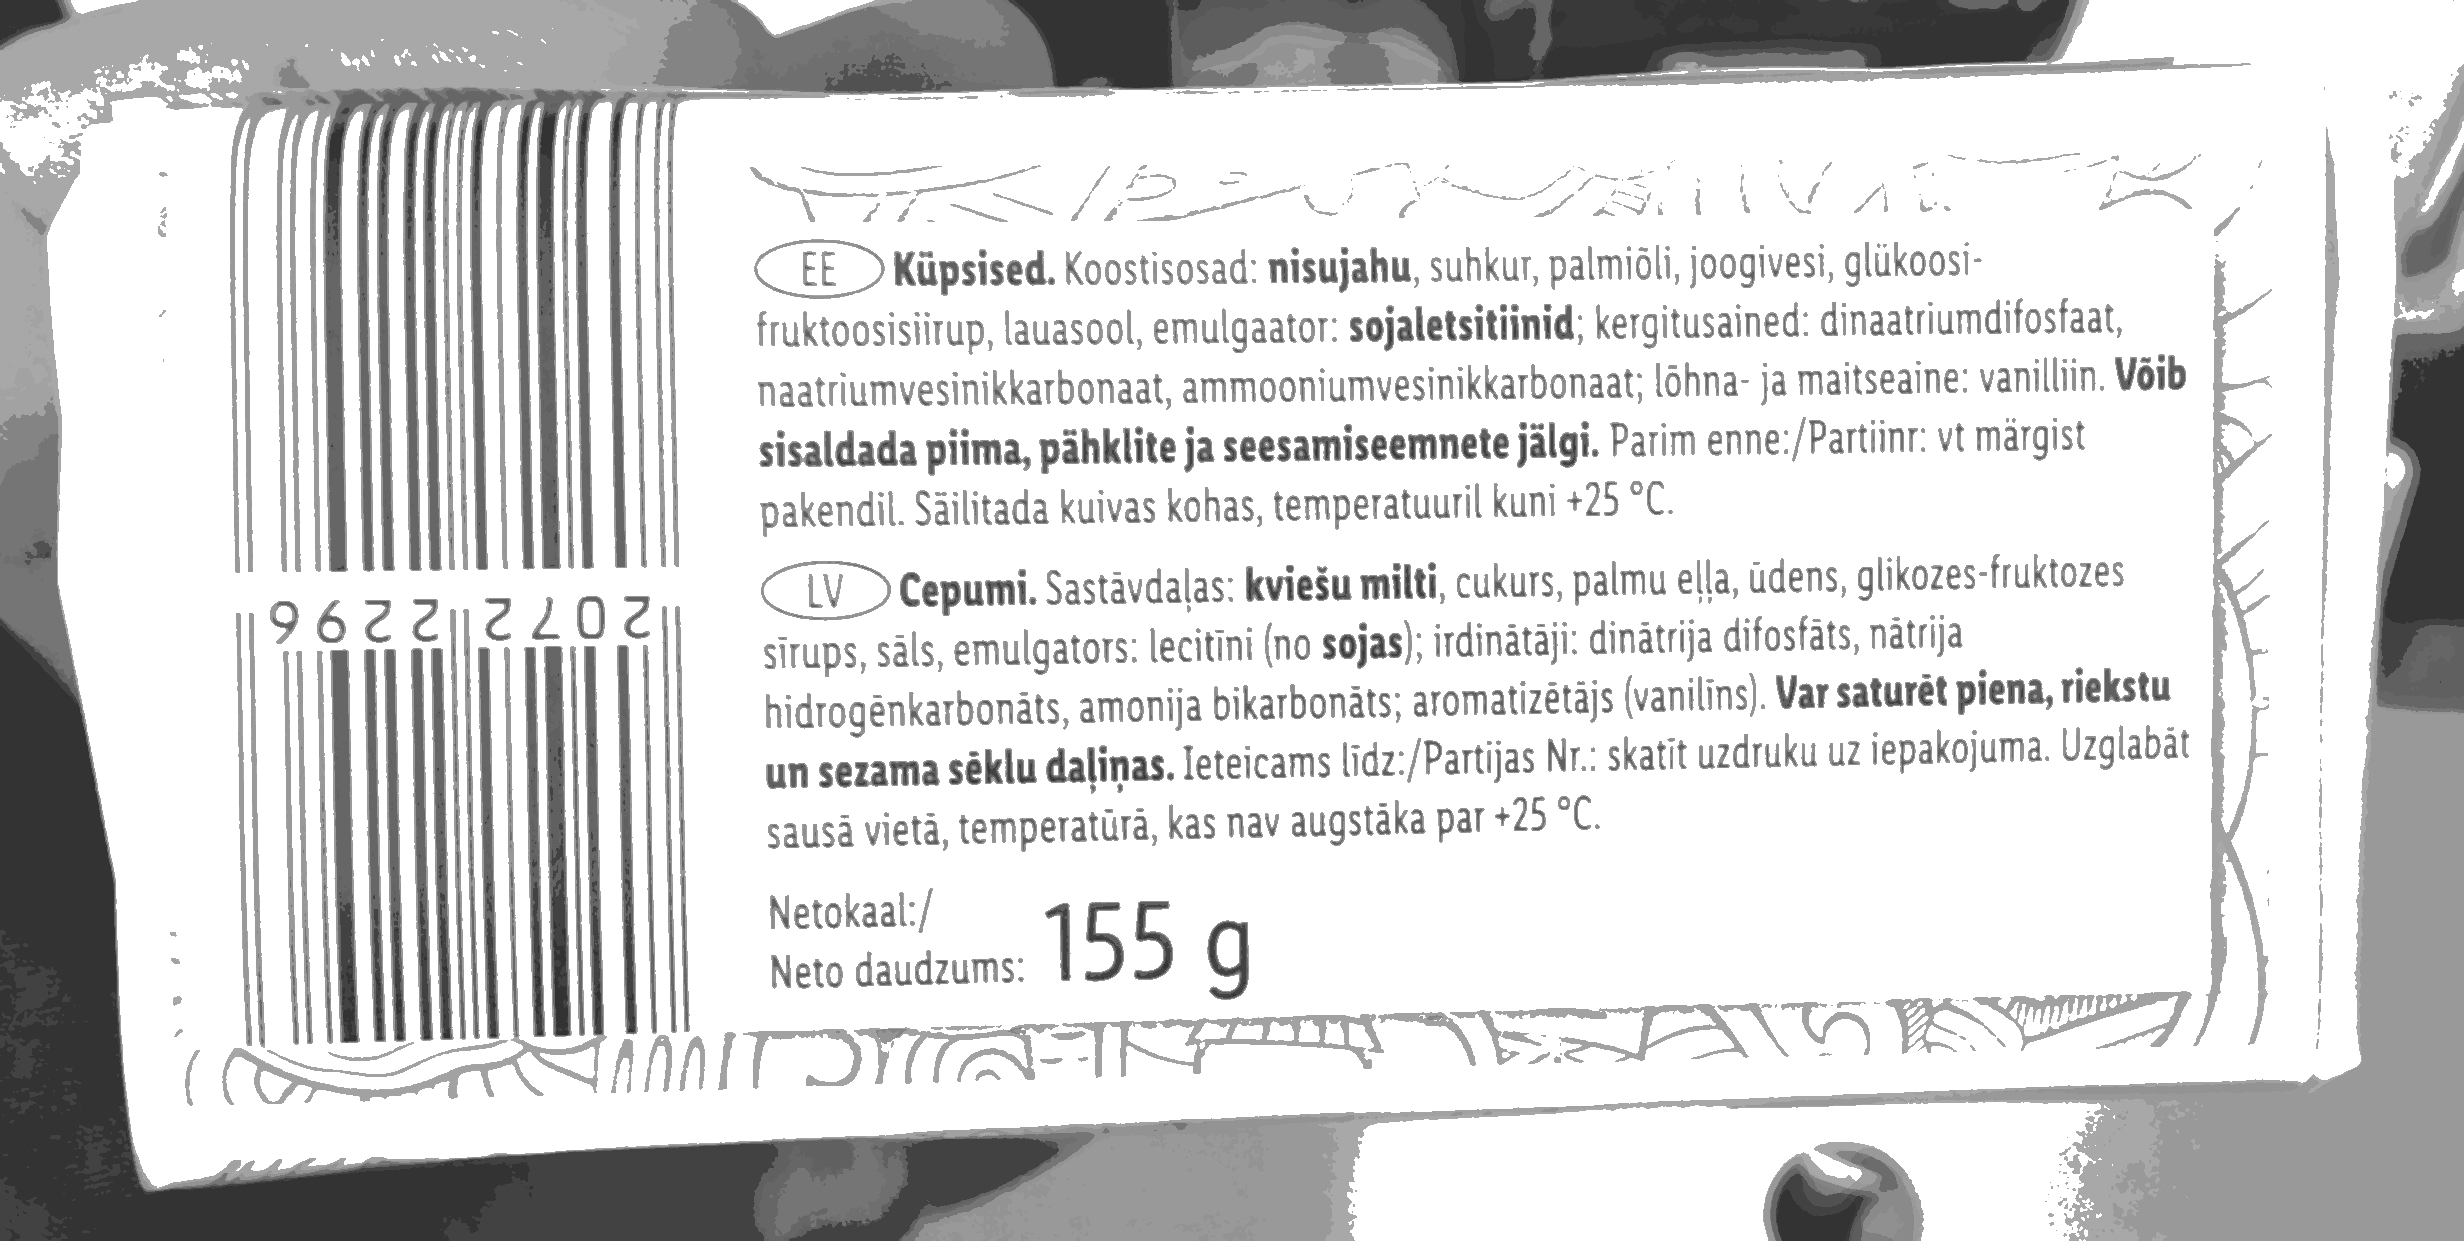 EE Küpsised. Koostisosad: nisujahu, suhkur, palmiõli, joogivesi, glükoosi-
fruktoosisiirup, lauasool, emulgaator: sojaletsitiinid; kergitusained: dinaatriumdifosfaat,
naatriumvesinikkarbonaat, ammooniumvesinikkarbonaat; lõhna- ja maitseaine: vanilliin. Võib
sisaldada piima, pähklite ja seesamiseemnete jälgi. Parim enne:/Partiinr: vt märgist
pakendil. Säilitada kuivas kohas, temperatuuril kuni +25 °C.
LV Cepumi. Sastāvdaļas: kviešu milti, cukurs, palmu eļļa, ūdens, glikozes-fruktozes
sīrups, sāls, emulgators: lecitīni (no sojas); irdinātāji: dinātrija difosfāts, nātrija
hidrogēnkarbonāts, amonija bikarbonāts; aromatizētājs (vanilīns). Var saturēt piena, riekstu
un sezama sēklu daļiņas. Ieteicams līdz:/Partijas Nr.: skatīt uzdruku uz iepakojuma. Uzglabāt
sausā vietā, temperatūrā, kas nav augstāka par +25 °C.
Netokaal:/
Neto daudzums: 155 g
2072 2296